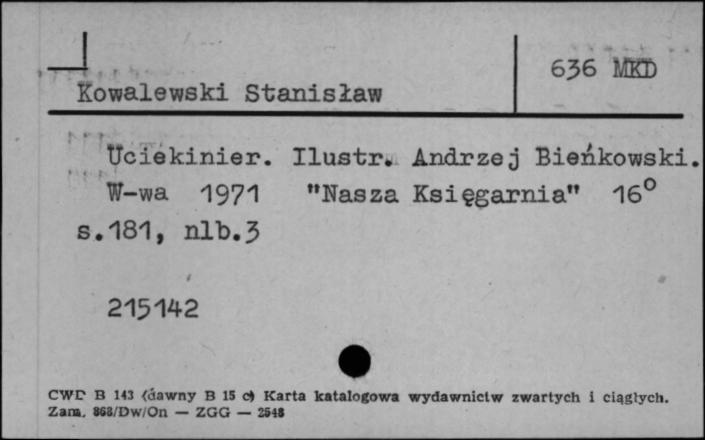 636 MKD
Kowalewski Stanisław
Uciekinier. Ilustr. Andrzej Bieńkowski.
W-wa 1971 "Nasza Księgarnia" 16°
s.181, nlb.3
215142
CWD B 143 (dawny B 15 c) Karta katalogowa wydawnictw zwartych i ciągłych.
Zam. 868/Dw/On — ZGG — 2548